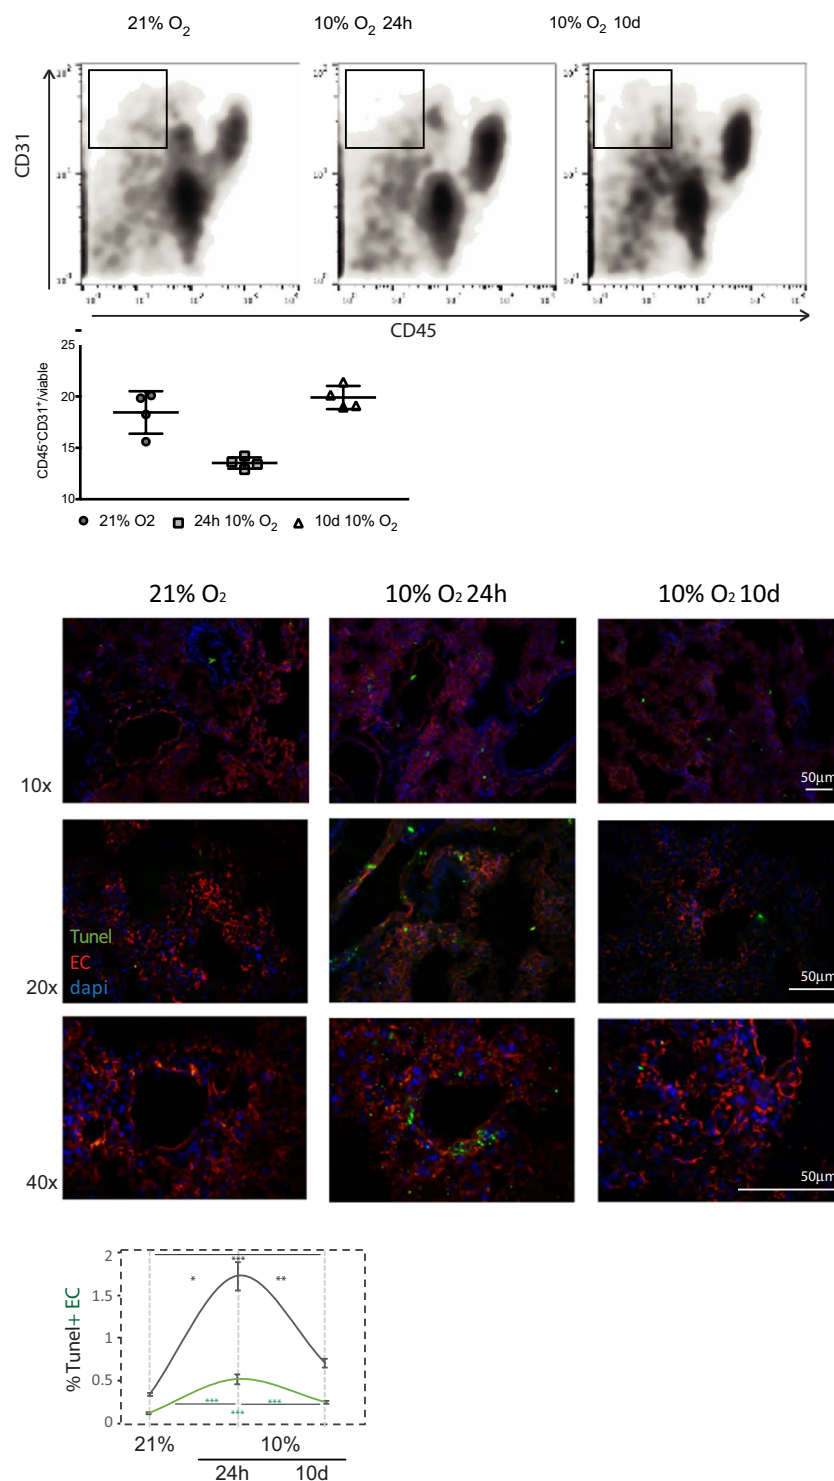 21% O2
10% O2 24h
10% O2 10d
CD31
CD45
-
25
20
15
10
CD45-CD31+/viable
21% O2
24h 10% O2
10d 10% O2
21% O2
10% O2 24h
10% O2 10d
10x
50µm
Tunel
EC
dapi
20x
50µm
40x
50µm
% Tunel+ EC
2
1.5
1
0.5
0
***
*
**
***
***
***
21%
10%
24h
10d